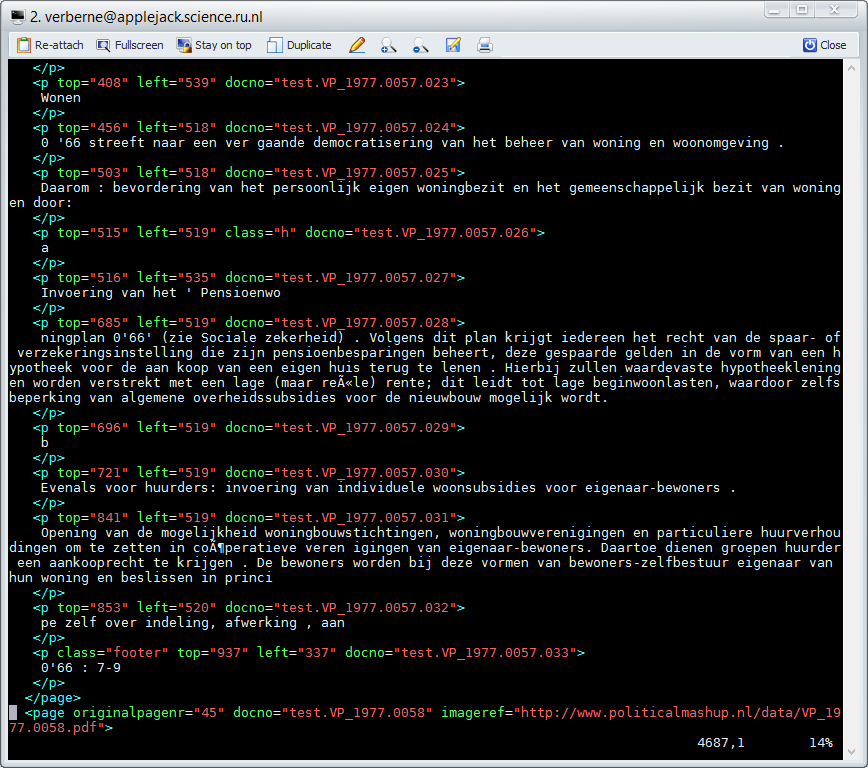 2. verberne@applejack.science.ru.nl
Re-attach Fullscreen Stay on top Duplicate Close
</p>
<p top="408" left="539" docno="test.VP_1977.0057.023">
Wonen
</p>
<p top="456" left="518" docno="test.VP_1977.0057.024">
0 '66 streeft naar een ver gaande democratisering van het beheer van woning en woonomgeving .
</p>
<p top="503" left="518" docno="test.VP_1977.0057.025">
Daarom : bevordering van het persoonlijk eigen woningbezit en het gemeenschappelijk bezit van woning
en door:
</p>
<p top="515" left="519" class="h" docno="test.VP_1977.0057.026">
a
</p>
<p top="516" left="535" docno="test.VP_1977.0057.027">
Invoering van het ' Pensioenwo
</p>
<p top="685" left="519" docno="test.VP_1977.0057.028">
ningplan 0'66' (zie Sociale zekerheid) . Volgens dit plan krijgt iedereen het recht van de spaar- of
verzekeringsinstelling die zijn pensioenbesparingen beheert, deze gespaarde gelden in de vorm van een h
ypotheek voor de aan koop van een eigen huis terug te lenen . Hierbij zullen waardevaste hypotheeklening
en worden verstrekt met een lage (maar reÃ«le) rente; dit leidt tot lage beginwoonlasten, waardoor zelfs
beperking van algemene overheidssubsidies voor de nieuwbouw mogelijk wordt.
</p>
<p top="696" left="519" docno="test.VP_1977.0057.029">
b
</p>
<p top="721" left="519" docno="test.VP_1977.0057.030">
Evenals voor huurders: invoering van individuele woonsubsidies voor eigenaar-bewoners .
</p>
<p top="841" left="519" docno="test.VP_1977.0057.031">
Opening van de mogelijkheid woningbouwstichtingen, woningbouwverenigingen en particuliere huurverhou
dingen om te zetten in coÃ¶peratieve veren igingen van eigenaar-bewoners. Daartoe dienen groepen huurder
een aankooprecht te krijgen . De bewoners worden bij deze vormen van bewoners-zelfbestuur eigenaar van
hun woning en beslissen in princi
</p>
<p top="853" left="520" docno="test.VP_1977.0057.032">
pe zelf over indeling, afwerking , aan
</p>
<p class="footer" top="937" left="337" docno="test.VP_1977.0057.033">
0'66 : 7-9
</p>
</page>
<page originalpagenr="45" docno="test.VP_1977.0058" imageref="http://www.politicalmashup.nl/data/VP_19
77.0058.pdf">
4687,1 14%